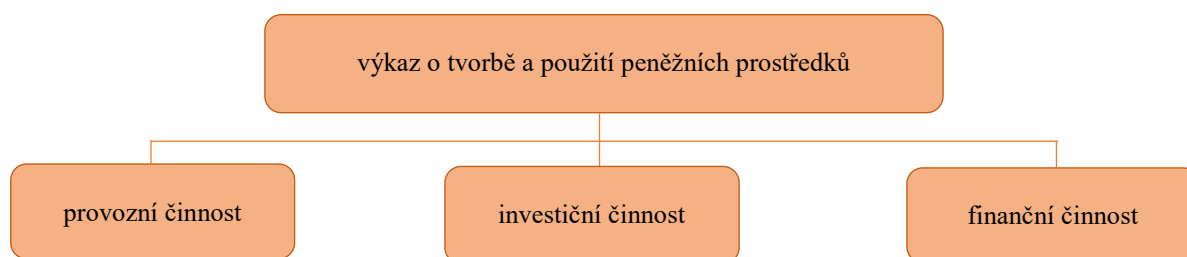 výkaz o tvorbě a použití peněžních prostředků
provozní činnost
investiční činnost
finanční činnost